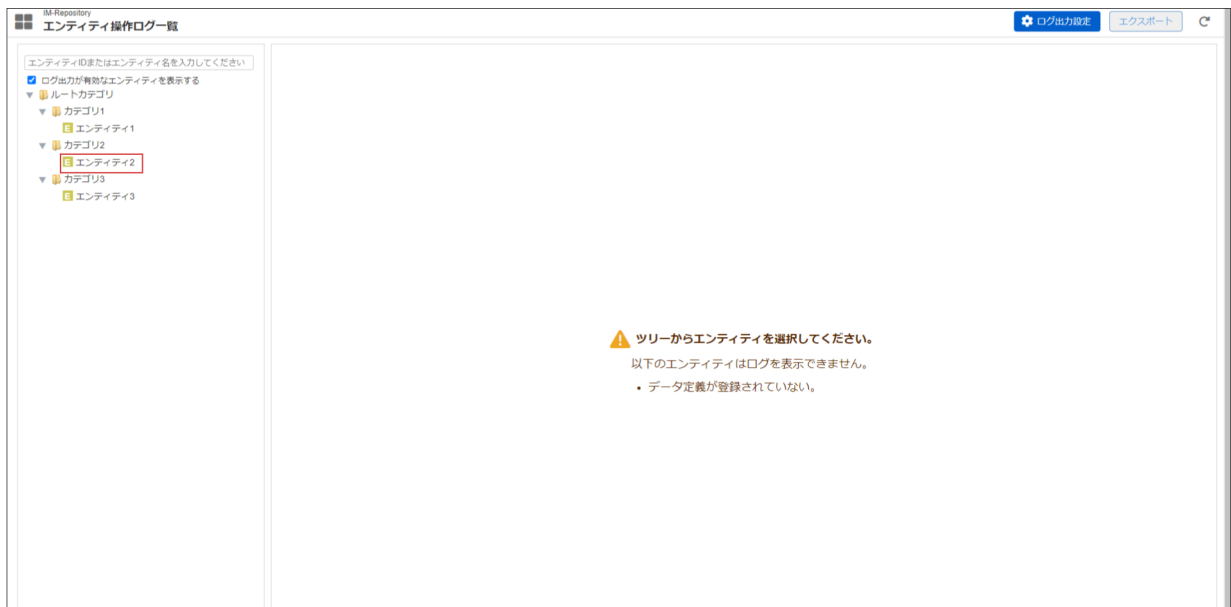 IM-Repository
エンティティ操作ログ一覧
ログ出力設定
エクスポート
エンティティIDまたはエンティティ名を入力してください
ログ出力が有効なエンティティを表示する
ルートカテゴリ
カテゴリ1
E エンティティ1
カテゴリ2
E エンティティ2
カテゴリ3
E エンティティ3
ツリーからエンティティを選択してください。
以下のエンティティはログを表示できません。
• データ定義が登録されていない。